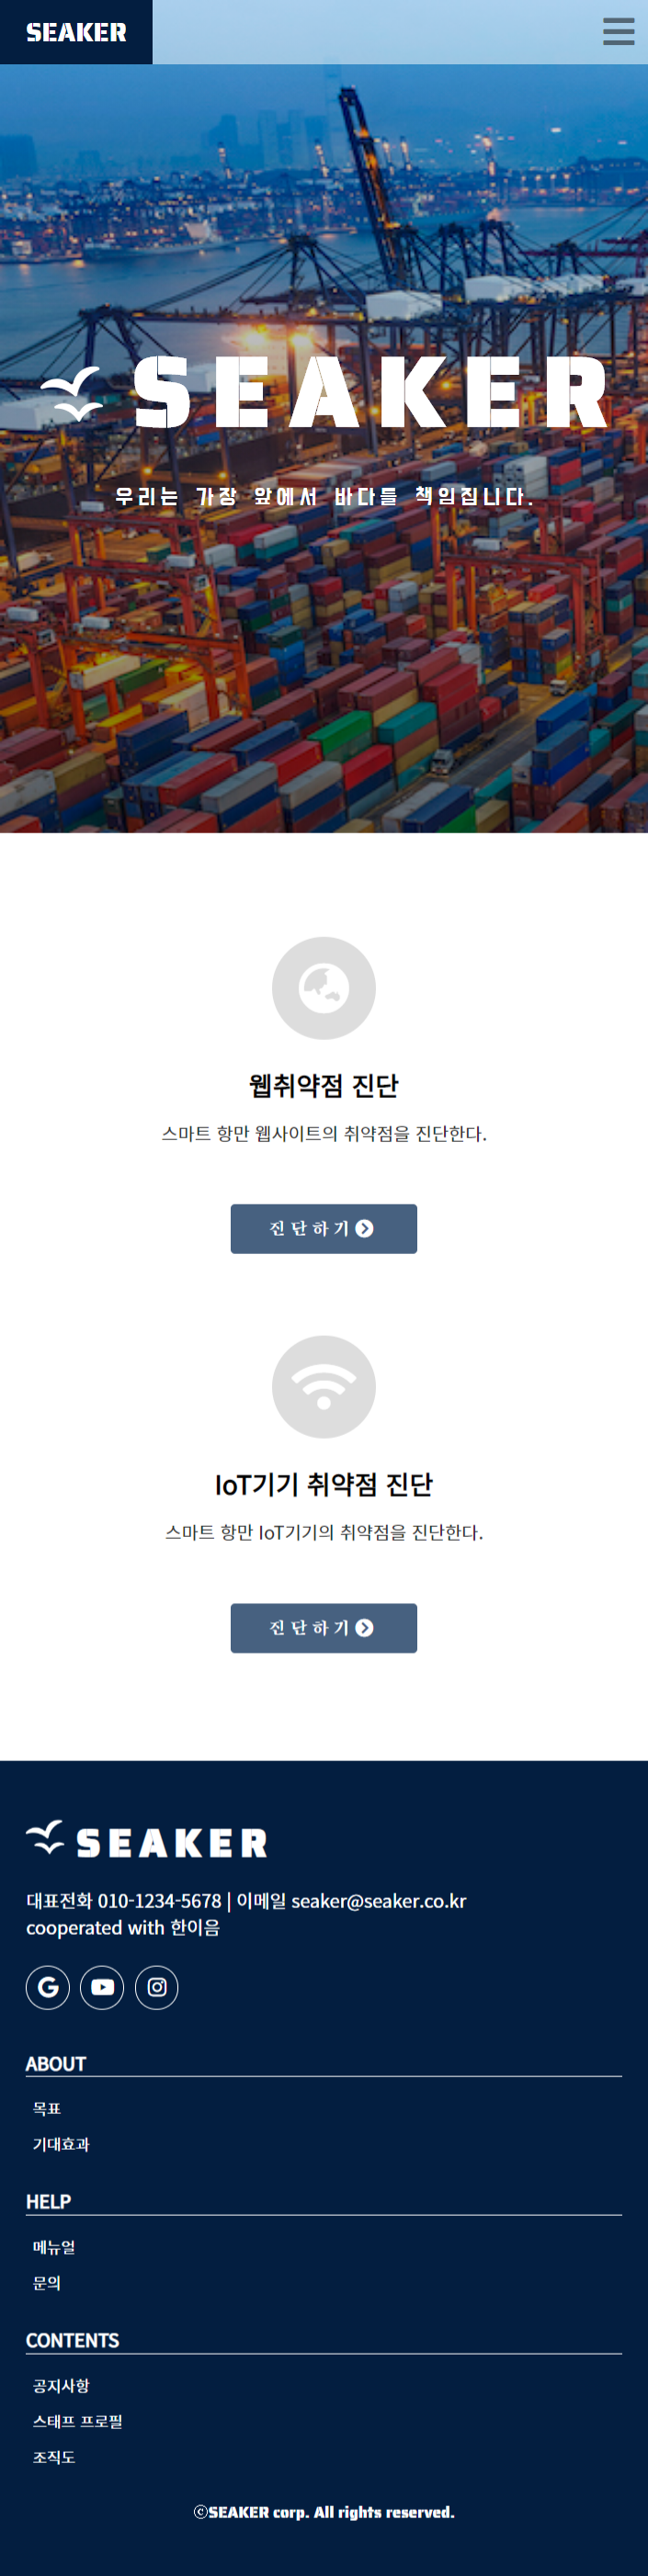 SEAKER
SEAKER
우리는 가장 앞에서 바다를 책임집니다.
웹취약점 진단
스마트 항만 웹사이트의 취약점을 진단한다.
진단하기
IoT기기 취약점 진단
스마트 항만 IoT기기의 취약점을 진단한다.
진단하기
SEAKER
대표전화 010-1234-5678 | 이메일 seaker@seaker.co.kr
cooperated with 한이음
ABOUT
목표
기대효과
HELP
메뉴얼
문의
CONTENTS
공지사항
스태프 프로필
조직도
ⓒSEAKER corp. All rights reserved.